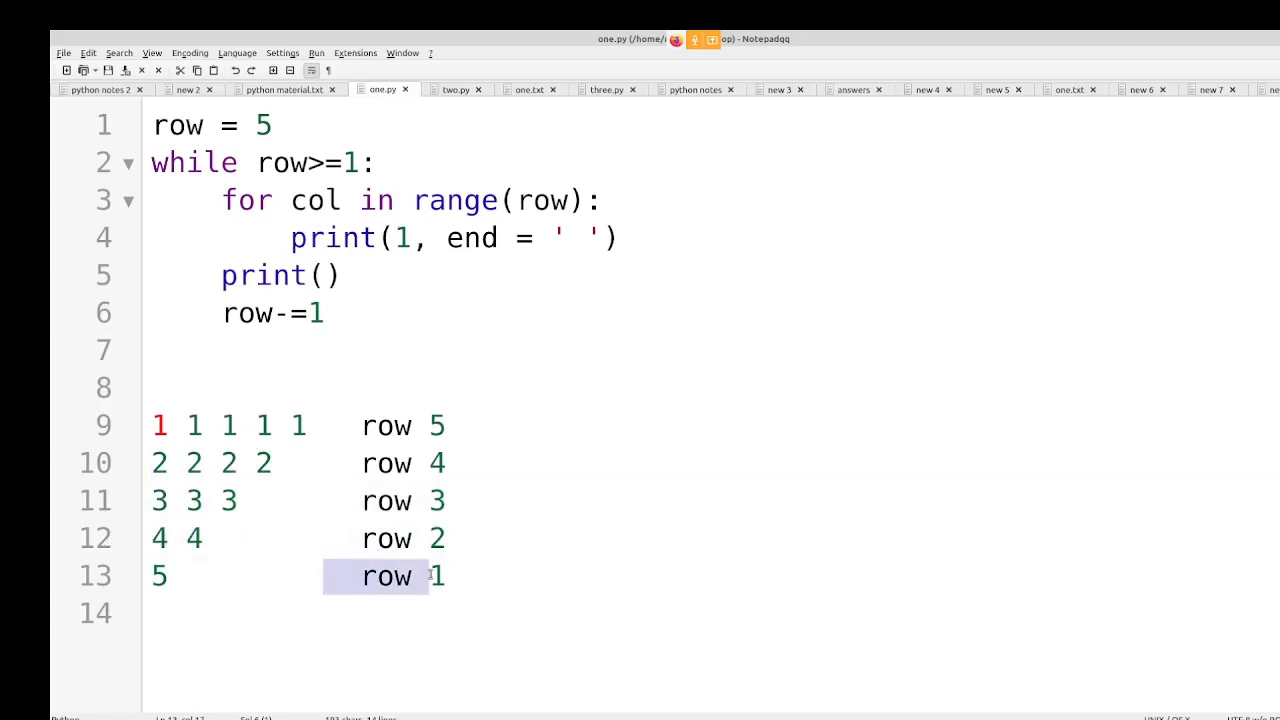 one.py (/home/r op) - Notepadqq
File Edit Search View Encoding Language Settings Run Extensions Window ?
python notes 2 new 2 python material.txt one.py two.py one.txt three.py python notes new 3 answers new 4 new 5 one.txt new 6 new 7
1 row = 5
2 while row>=1:
3 for col in range(row):
4 print(1, end = ' ')
5 print()
6 row-=1
7
8
9 1 1 1 1 1 row 5
10 2 2 2 2 row 4
11 3 3 3 row 3
12 4 4 row 2
13 5 row 1
14